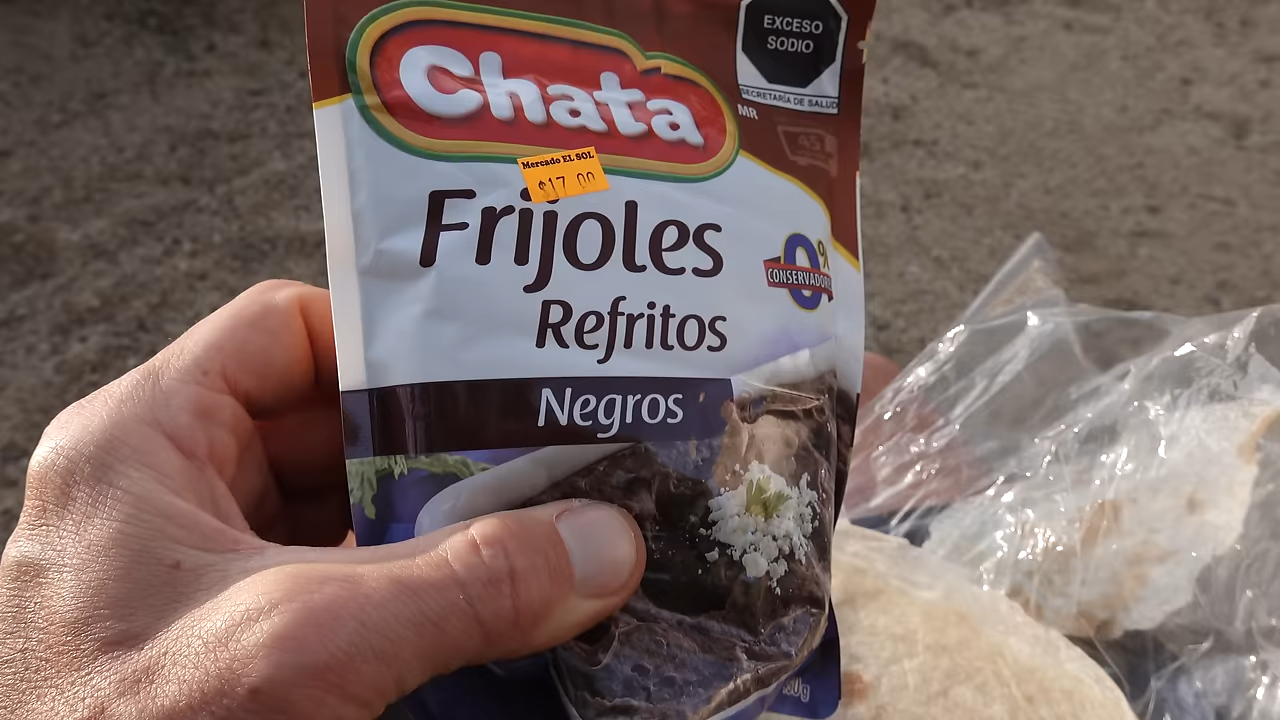 EXCESO
SODIO
SECRETARÍA DE SALUD
Chata
MR
Mercado EL SOL
$17.00
Frijoles
Refritos
Negros
0%
CONSERVADORES